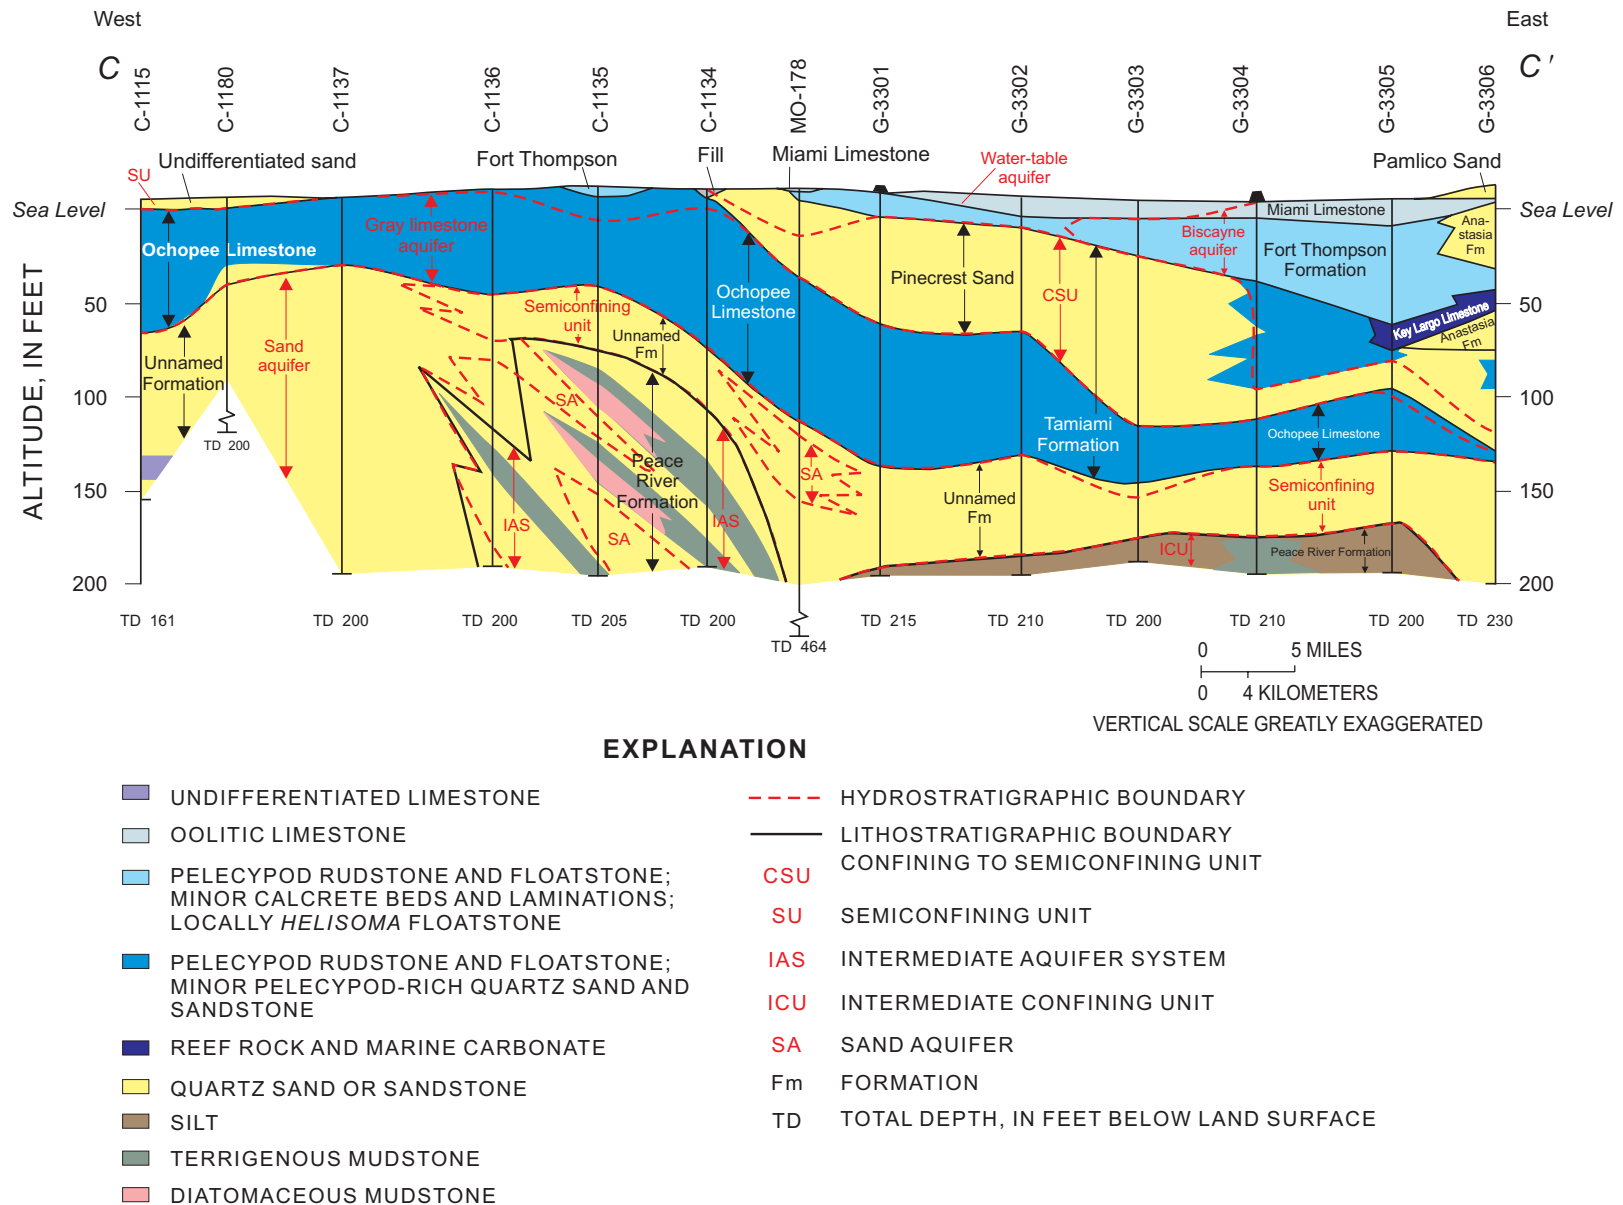 West
East
C
C-1115
C-1180
C-1137
C-1136
C-1135
C-1134
MO-178
G-3301
G-3302
G-3303
G-3304
G-3305
G-3306
C'
SU
Undifferentiated sand
Fort Thompson
Fill
Miami Limestone
Water-table
aquifer
Pamlico Sand
Sea Level
Sea Level
ALTITUDE, IN FEET
50
100
150
200
50
100
150
200
Ochopee Limestone
Gray limestone
aquifer
Unnamed
Formation
Sand
aquifer
Semiconfining
unit
Unnamed
Fm
Ochopee
Limestone
Pinecrest Sand
CSU
Biscayne
aquifer
Miami Limestone
Fort Thompson
Formation
Ana-
stasia
Fm
Key Largo Limestone
Anastasia
Fm
SA
Peace
River
Formation
IAS
SA
IAS
SA
Unnamed
Fm
Tamiami
Formation
Ochopee Limestone
Semiconfining
unit
ICU
Peace River Formation
TD 200
TD 161
TD 200
TD 200
TD 205
TD 200
TD 464
TD 215
TD 210
TD 200
TD 210
TD 200
TD 230
0 5 MILES
0 4 KILOMETERS
VERTICAL SCALE GREATLY EXAGGERATED
EXPLANATION
UNDIFFERENTIATED LIMESTONE
OOLITIC LIMESTONE
PELECYPOD RUDSTONE AND FLOATSTONE;
MINOR CALCRETE BEDS AND LAMINATIONS;
LOCALLY HELISOMA FLOATSTONE
PELECYPOD RUDSTONE AND FLOATSTONE;
MINOR PELECYPOD-RICH QUARTZ SAND AND
SANDSTONE
REEF ROCK AND MARINE CARBONATE
QUARTZ SAND OR SANDSTONE
SILT
TERRIGENOUS MUDSTONE
DIATOMACEOUS MUDSTONE
HYDROSTRATIGRAPHIC BOUNDARY
LITHOSTRATIGRAPHIC BOUNDARY
CSU CONFINING TO SEMICONFINING UNIT
SU SEMICONFINING UNIT
IAS INTERMEDIATE AQUIFER SYSTEM
ICU INTERMEDIATE CONFINING UNIT
SA SAND AQUIFER
Fm FORMATION
TD TOTAL DEPTH, IN FEET BELOW LAND SURFACE